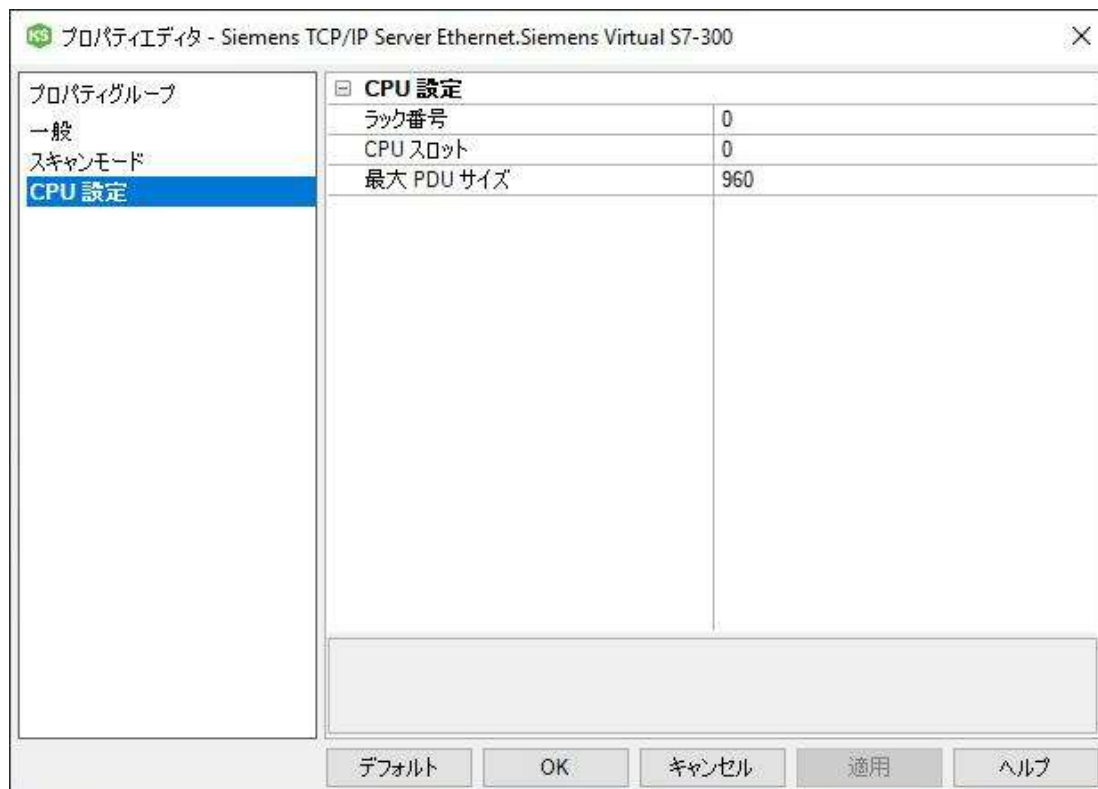 KS プロパティエディタ - Siemens TCP/IP Server Ethernet.Siemens Virtual S7-300
プロパティグループ
一般
スキャンモード
CPU 設定
CPU 設定
ラック番号 0
CPU スロット 0
最大 PDU サイズ 960
デフォルト OK キャンセル 適用 ヘルプ